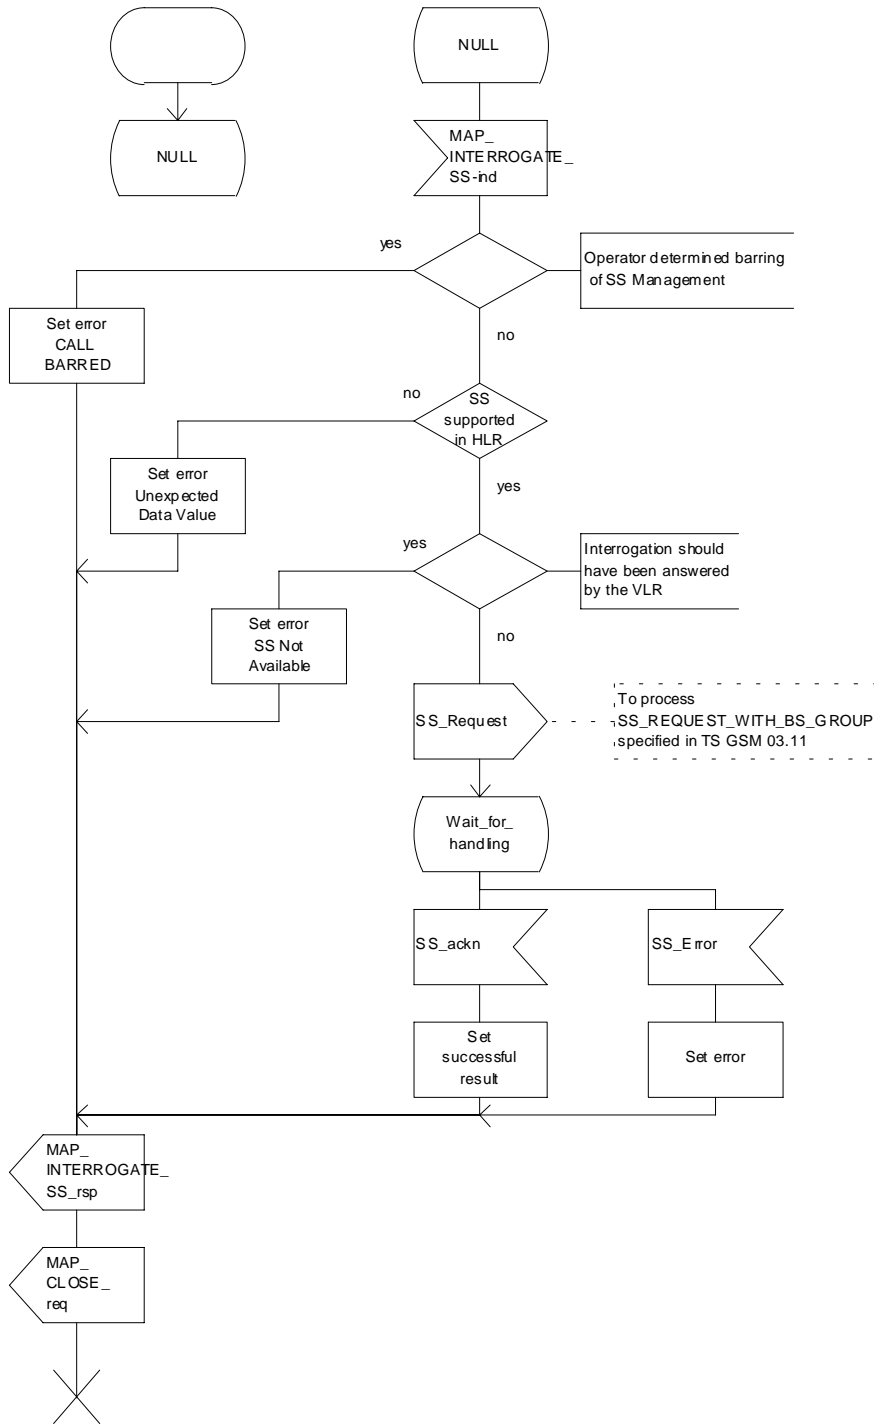 NULL
NULL
MAP_
INTERROGATE_
SS-ind
yes
Operator determined barring
of SS Management
Set error
CALL
BARRED
no
no
SS
supported
in HLR
Set error
Unexpected
Data Value
yes
yes
Interrogation should
have been answered
by the VLR
Set error
SS Not
Available
no
SS_Request
To process
SS_REQUEST_WITH_BS_GROUP
specified in TS GSM 03.11
Wait_for_
handling
SS_ackn
SS_Error
Set
successful
result
Set error
MAP_
INTERROGATE_
SS_rsp
MAP_
CLOSE_
req